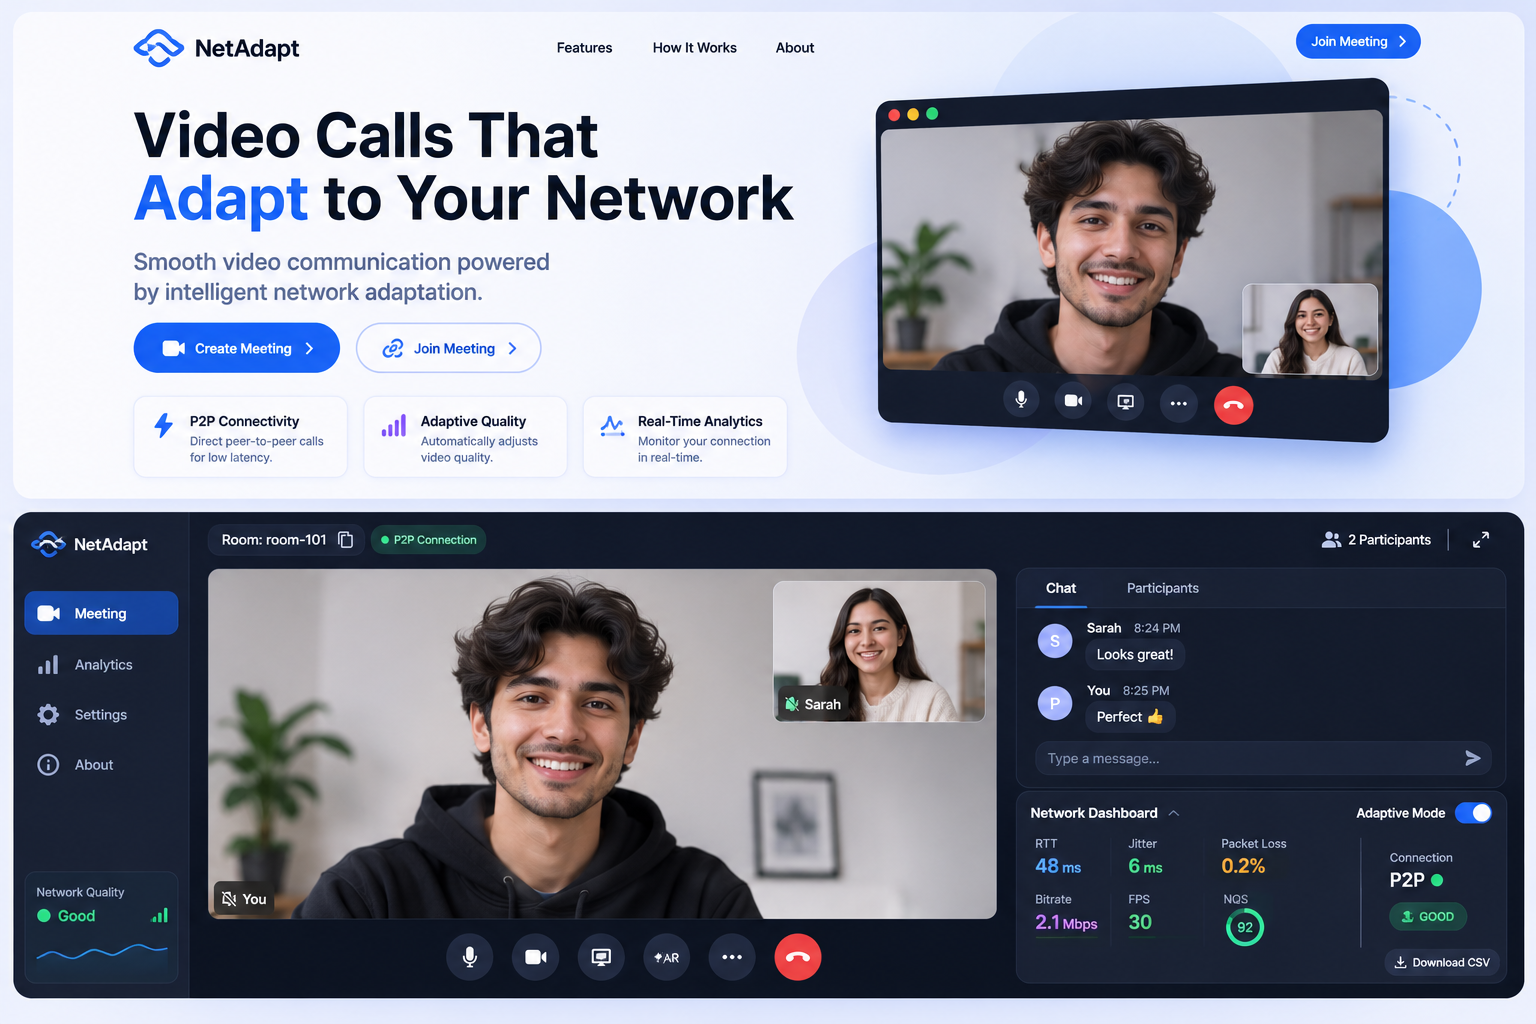 NetAdapt
Features
How It Works
About
Join Meeting
Video Calls That
Adapt to Your Network
Smooth video communication powered
by intelligent network adaptation.
Create Meeting
Join Meeting
P2P Connectivity
Direct peer-to-peer calls
for low latency.
Adaptive Quality
Automatically adjusts
video quality.
Real-Time Analytics
Monitor your connection
in real-time.
NetAdapt
Meeting
Analytics
Settings
About
Network Quality
Good
Room: room-101
P2P Connection
2 Participants
Sarah
You
AR
Chat
Participants
S
Sarah 8:24 PM
Looks great!
P
You 8:25 PM
Perfect 👍
Type a message...
Network Dashboard
Adaptive Mode
RTT
48 ms
Jitter
6 ms
Packet Loss
0.2%
Bitrate
2.1 Mbps
FPS
30
NQS
92
Connection
P2P
GOOD
Download CSV